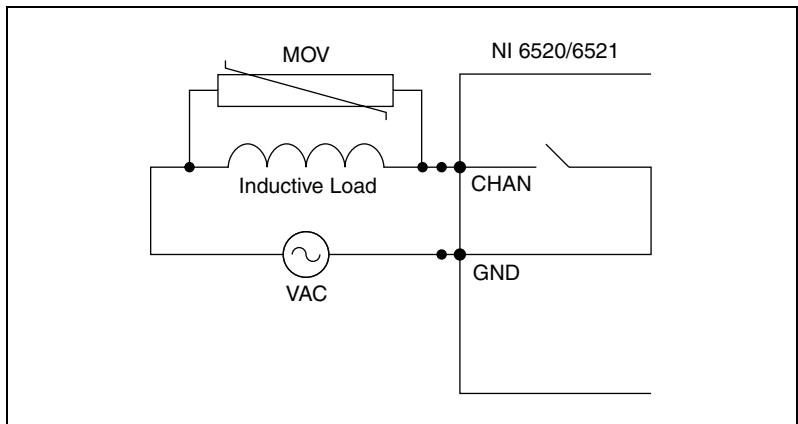 MOV
NI 6520/6521
Inductive Load
CHAN
GND
VAC